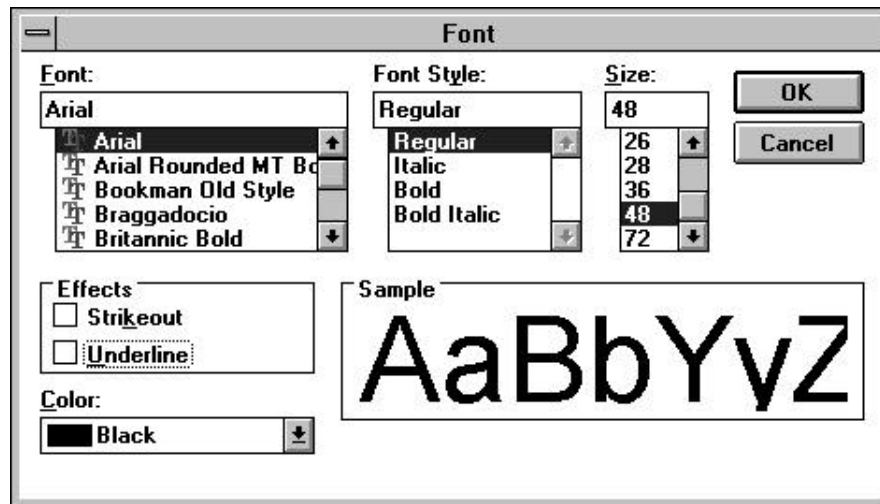 Font
Font:
Font Style:
Size:
Arial
Regular
48
OK
Cancel
Arial
Arial Rounded MT Bo
Bookman Old Style
Braggadocio
Britannic Bold
Regular
Italic
Bold
Bold Italic
26
28
36
48
72
Effects
Strikeout
Underline
Sample
AaBbYyZ
Color:
Black